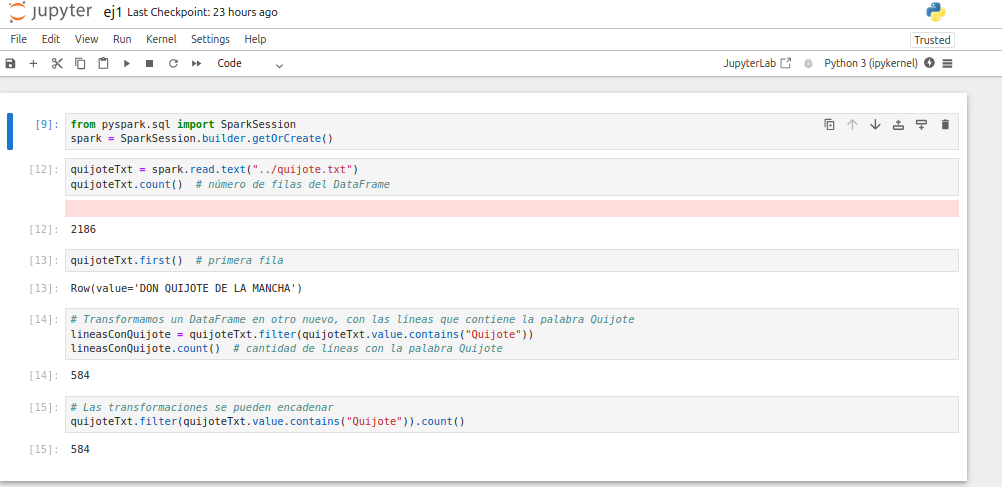 jupyter ej1 Last Checkpoint: 23 hours ago
File Edit View Run Kernel Settings Help
Trusted
Code
JupyterLab
Python 3 (ipykernel)
[9]:
from pyspark.sql import SparkSession
spark = SparkSession.builder.getOrCreate()
[12]:
quijoteTxt = spark.read.text("../quijote.txt")
quijoteTxt.count()  # número de filas del DataFrame
[12]:
2186
[13]:
quijoteTxt.first()  # primera fila
[13]:
Row(value='DON QUIJOTE DE LA MANCHA')
[14]:
# Transformamos un DataFrame en otro nuevo, con las líneas que contiene la palabra Quijote
lineasConQuijote = quijoteTxt.filter(quijoteTxt.value.contains("Quijote"))
lineasConQuijote.count()  # cantidad de líneas con la palabra Quijote
[14]:
584
[15]:
# Las transformaciones se pueden encadenar
quijoteTxt.filter(quijoteTxt.value.contains("Quijote")).count()
[15]:
584